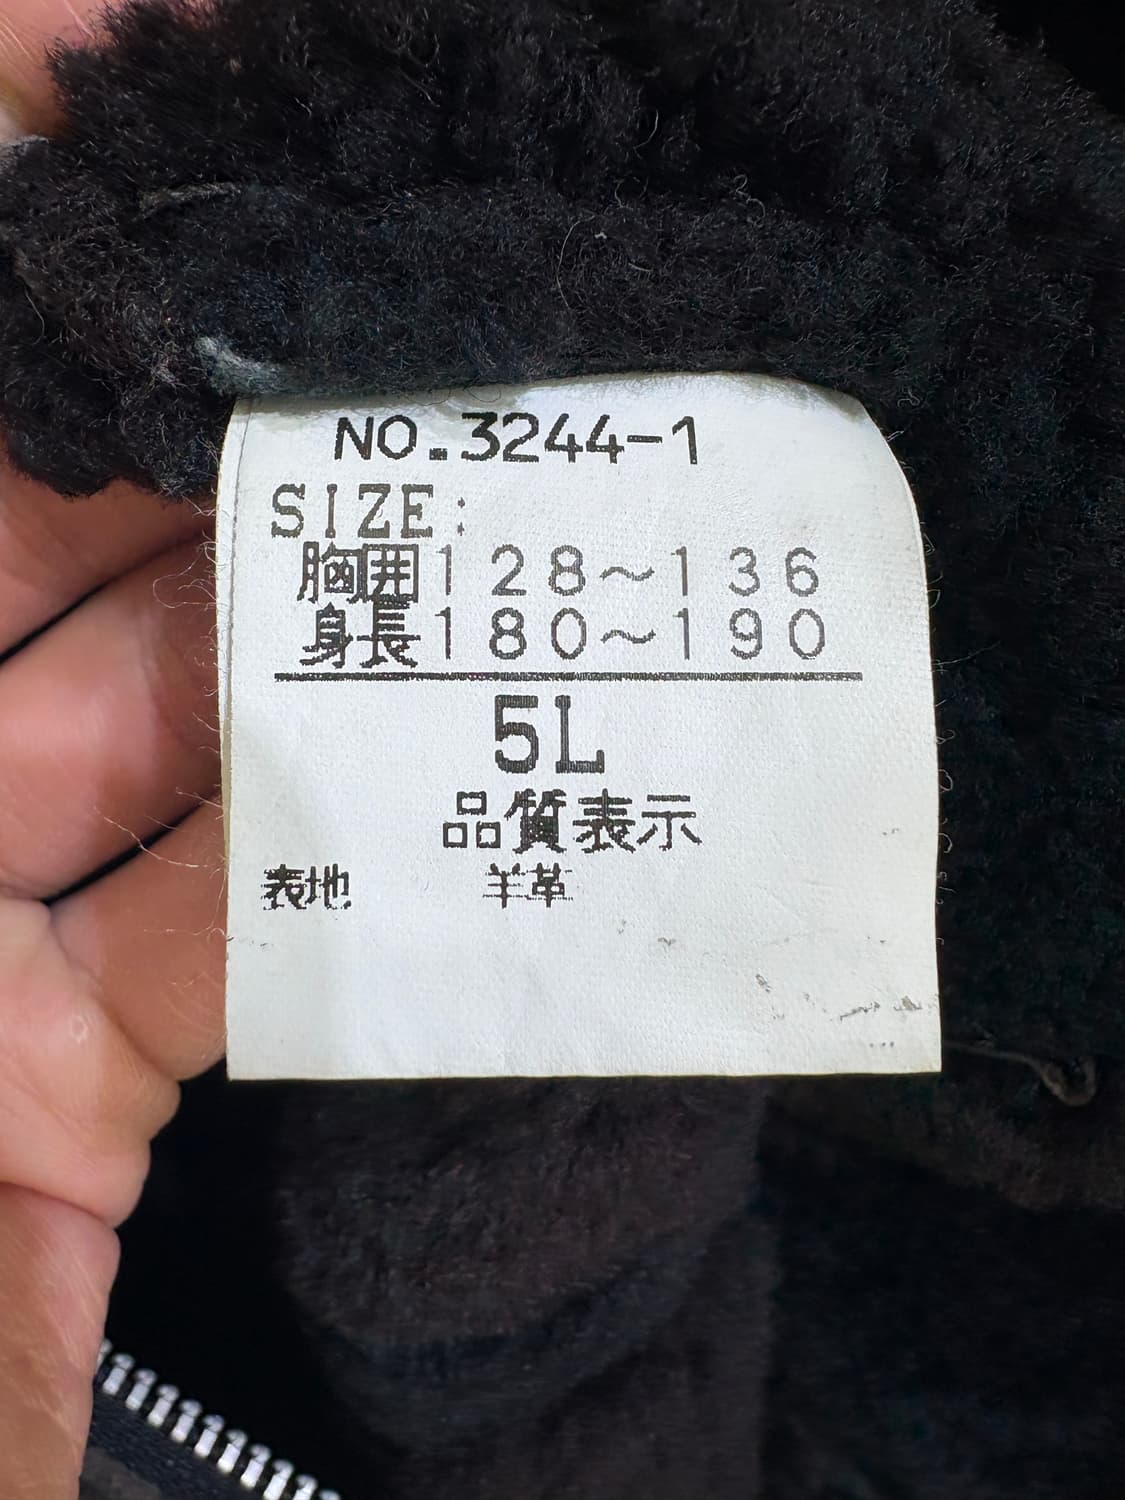 NO.3244-1
SIZE:
胸囲128～136
身長180～190
5L
品質表示
表地 羊革